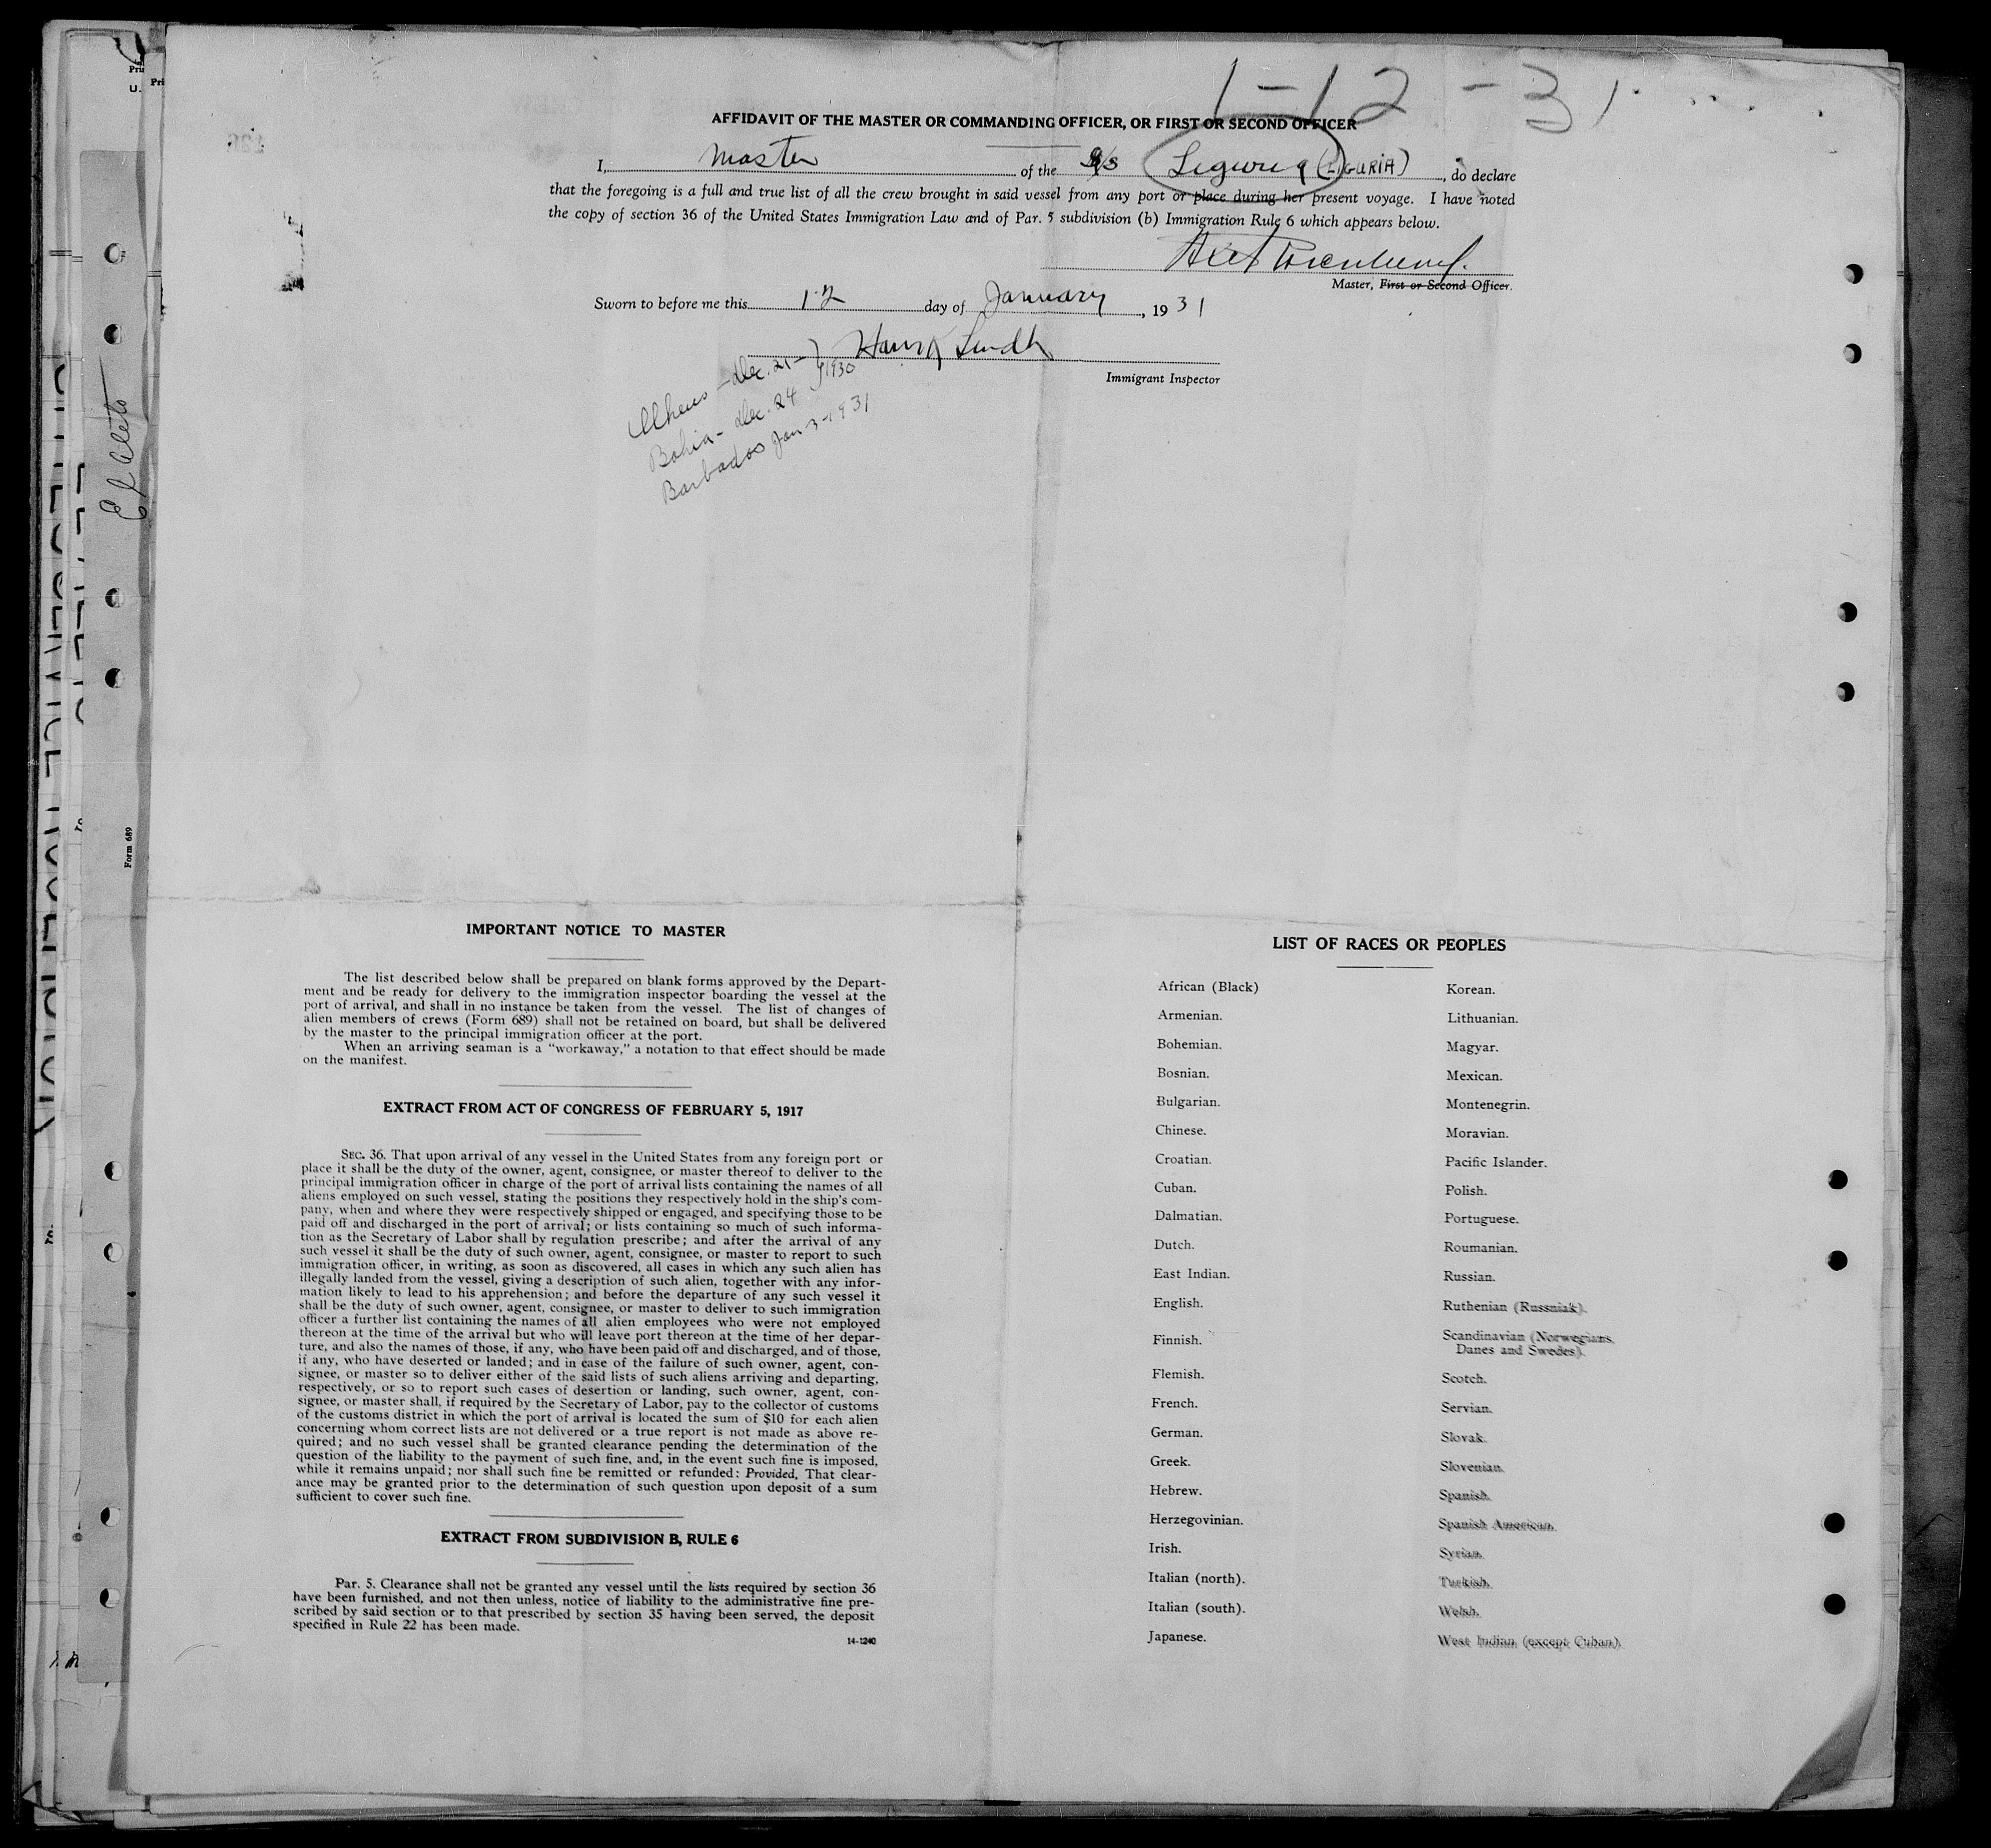 1-12-31
AFFIDAVIT OF THE MASTER OR COMMANDING OFFICER, OR FIRST OR SECOND OFFICER
I, Master of the S/S Liguria (LIGURIA), do declare
that the foregoing is a full and true list of all the crew brought in said vessel from any port or place during her present voyage. I have noted
the copy of section 36 of the United States Immigration Law and of Par. 5 subdivision (b) Immigration Rule 6 which appears below.
Master, First or Second Officer.
Sworn to before me this 12 day of January, 1931
Immigrant Inspector
Ilheus - Dec. 21 - } 1930
Bahia - Dec. 24
Barbados Jan 3-1931
Form 689
IMPORTANT NOTICE TO MASTER
The list described below shall be prepared on blank forms approved by the Depart-
ment and be ready for delivery to the immigration inspector boarding the vessel at the
port of arrival, and shall in no instance be taken from the vessel. The list of changes of
alien members of crews (Form 689) shall not be retained on board, but shall be delivered
by the master to the principal immigration officer at the port.
When an arriving seaman is a "workaway," a notation to that effect should be made
on the manifest.
EXTRACT FROM ACT OF CONGRESS OF FEBRUARY 5, 1917
SEC. 36. That upon arrival of any vessel in the United States from any foreign port or
place it shall be the duty of the owner, agent, consignee, or master thereof to deliver to the
principal immigration officer in charge of the port of arrival lists containing the names of all
aliens employed on such vessel, stating the positions they respectively hold in the ship's com-
pany, when and where they were respectively shipped or engaged, and specifying those to be
paid off and discharged in the port of arrival; or lists containing so much of such informa-
tion as the Secretary of Labor shall by regulation prescribe; and after the arrival of any
such vessel it shall be the duty of such owner, agent, consignee, or master to report to such
immigration officer, in writing, as soon as discovered, all cases in which any such alien has
illegally landed from the vessel, giving a description of such alien, together with any infor-
mation likely to lead to his apprehension; and before the departure of any such vessel it
shall be the duty of such owner, agent, consignee, or master to deliver to such immigration
officer a further list containing the names of all alien employees who were not employed
thereon at the time of the arrival but who will leave port thereon at the time of her depar-
ture, and also the names of those, if any, who have been paid off and discharged, and of those,
if any, who have deserted or landed; and in case of the failure of such owner, agent, con-
signee, or master so to deliver either of the said lists of such aliens arriving and departing,
respectively, or so to report such cases of desertion or landing, such owner, agent, con-
signee, or master shall, if required by the Secretary of Labor, pay to the collector of customs
of the customs district in which the port of arrival is located the sum of $10 for each alien
concerning whom correct lists are not delivered or a true report is not made as above re-
quired; and no such vessel shall be granted clearance pending the determination of the
question of the liability to the payment of such fine, and, in the event such fine is imposed,
while it remains unpaid; nor shall such fine be remitted or refunded: Provided, That clear-
ance may be granted prior to the determination of such question upon deposit of a sum
sufficient to cover such fine.
EXTRACT FROM SUBDIVISION B, RULE 6
Par. 5. Clearance shall not be granted any vessel until the lists required by section 36
have been furnished, and not then unless, notice of liability to the administrative fine pre-
scribed by said section or to that prescribed by section 35 having been served, the deposit
specified in Rule 22 has been made.
14-1240
LIST OF RACES OR PEOPLES
African (Black)
Armenian.
Bohemian.
Bosnian.
Bulgarian.
Chinese.
Croatian.
Cuban.
Dalmatian.
Dutch.
East Indian.
English.
Finnish.
Flemish.
French.
German.
Greek.
Hebrew.
Herzegovinian.
Irish.
Italian (north).
Italian (south).
Japanese.
Korean.
Lithuanian.
Magyar.
Mexican.
Montenegrin.
Moravian.
Pacific Islander.
Polish.
Portuguese.
Roumanian.
Russian.
Ruthenian (Russniak).
Scandinavian (Norwegians,
Danes and Swedes).
Scotch.
Servian.
Slovak.
Slovenian.
Spanish.
Spanish American.
Syrian.
Turkish.
Welsh.
West Indian (except Cuban).